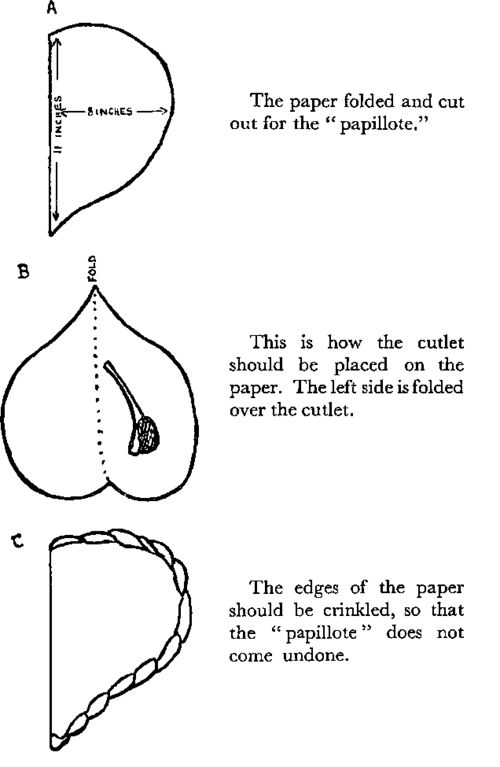 A
11 INCHES
8 INCHES
The paper folded and cut
out for the “ papillote.”
B
FOLD
This is how the cutlet
should be placed on the
paper. The left side is folded
over the cutlet.
C
The edges of the paper
should be crinkled, so that
the “ papillote ” does not
come undone.